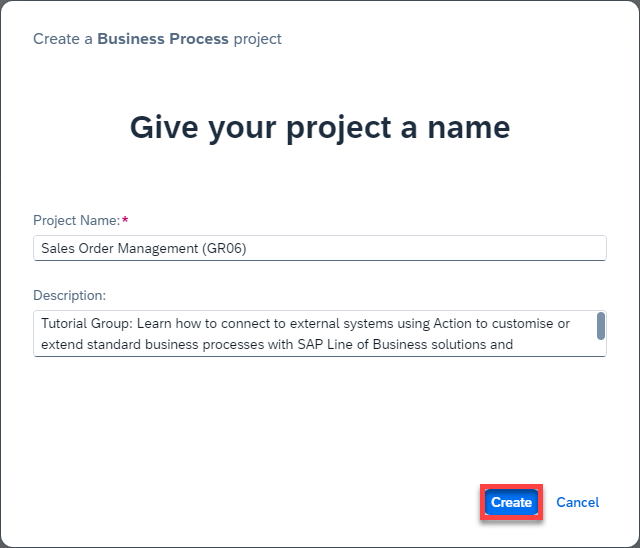 Create a Business Process project
Give your project a name
Project Name:*
Sales Order Management (GR06)
Description:
Tutorial Group: Learn how to connect to external systems using Action to customise or
extend standard business processes with SAP Line of Business solutions and
Create Cancel